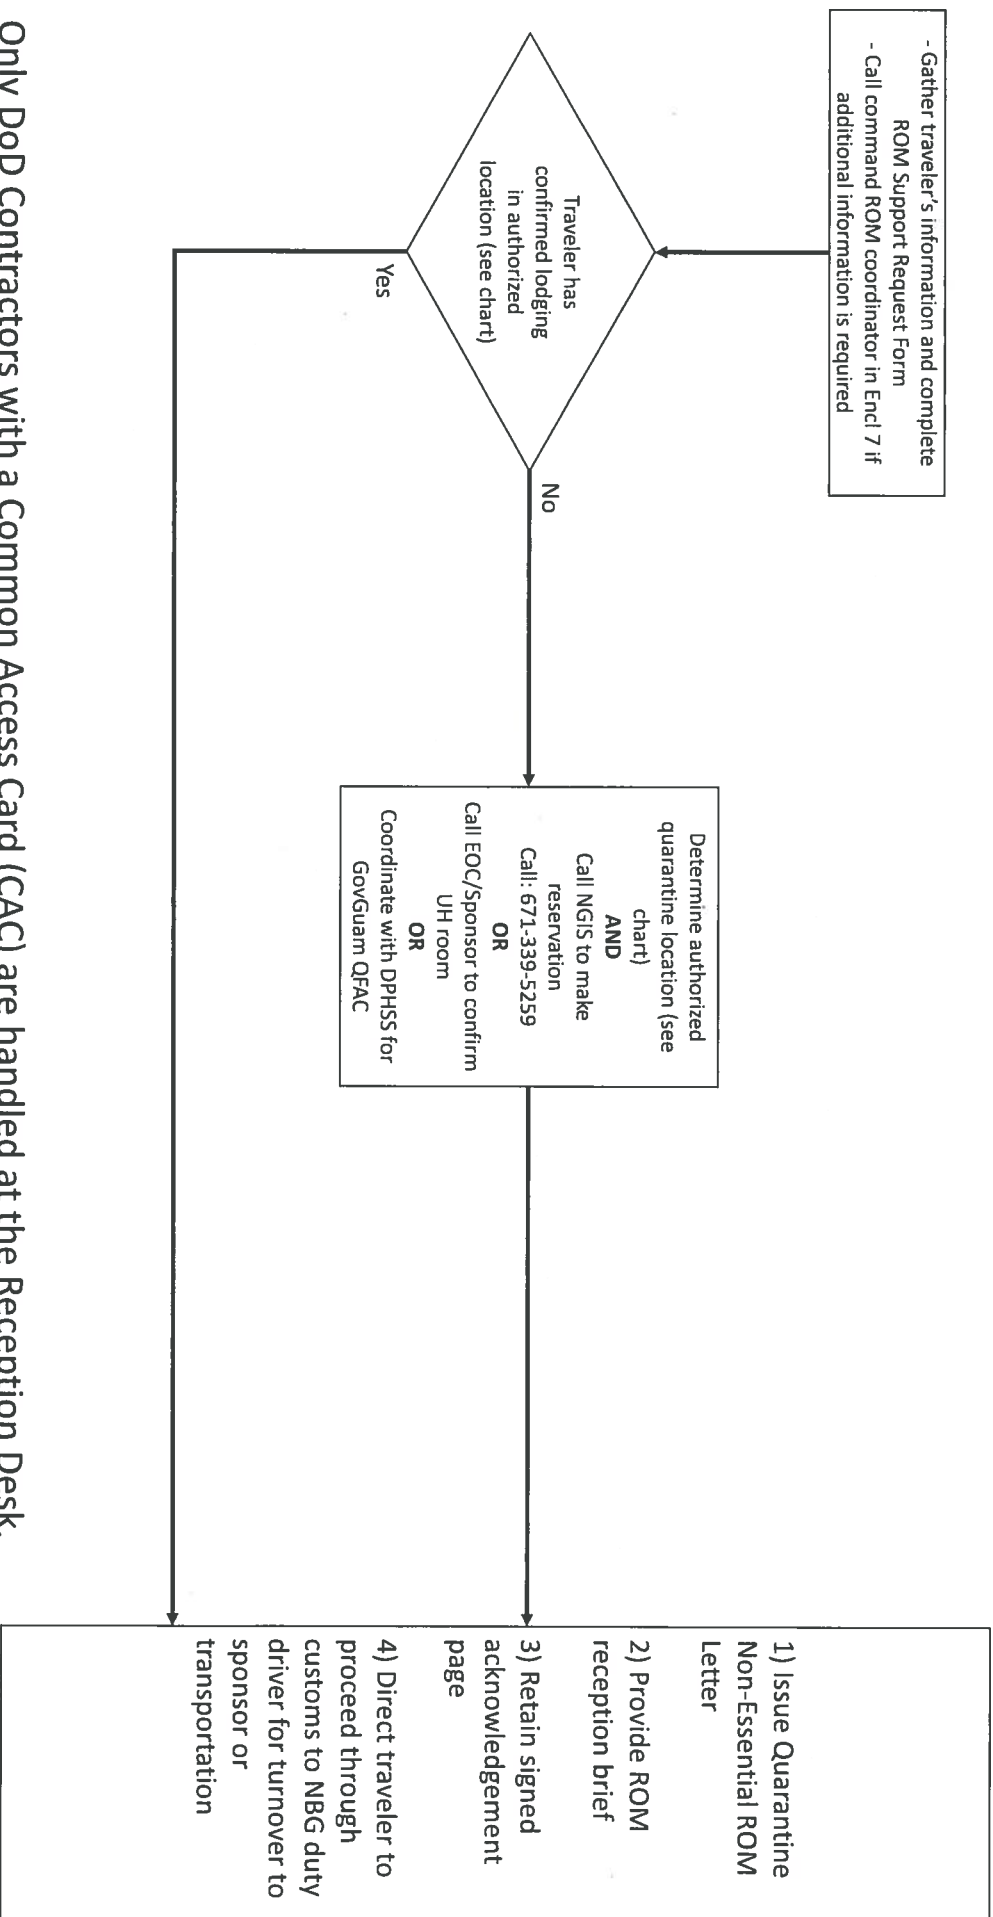 - Gather traveler's information and complete
ROM Support Request Form
- Call command ROM coordinator in Encl 7 if
additional information is required
Traveler has
confirmed lodging
in authorized
location (see chart)
Yes
No
Determine authorized
quarantine location (see
chart)
AND
Call NGIS to make
reservation
Call: 671-339-5259
OR
Call EOC/Sponsor to confirm
UH room
OR
Coordinate with DPHSS for
GovGuam QFAC
1) Issue Quarantine
Non-Essential ROM
Letter
2) Provide ROM
reception brief
3) Retain signed
acknowledgement
page
4) Direct traveler to
proceed through
customs to NBG duty
driver for turnover to
sponsor or
transportation
Only DoD Contractors with a Common Access Card (CAC) are handled at the Reception Desk.